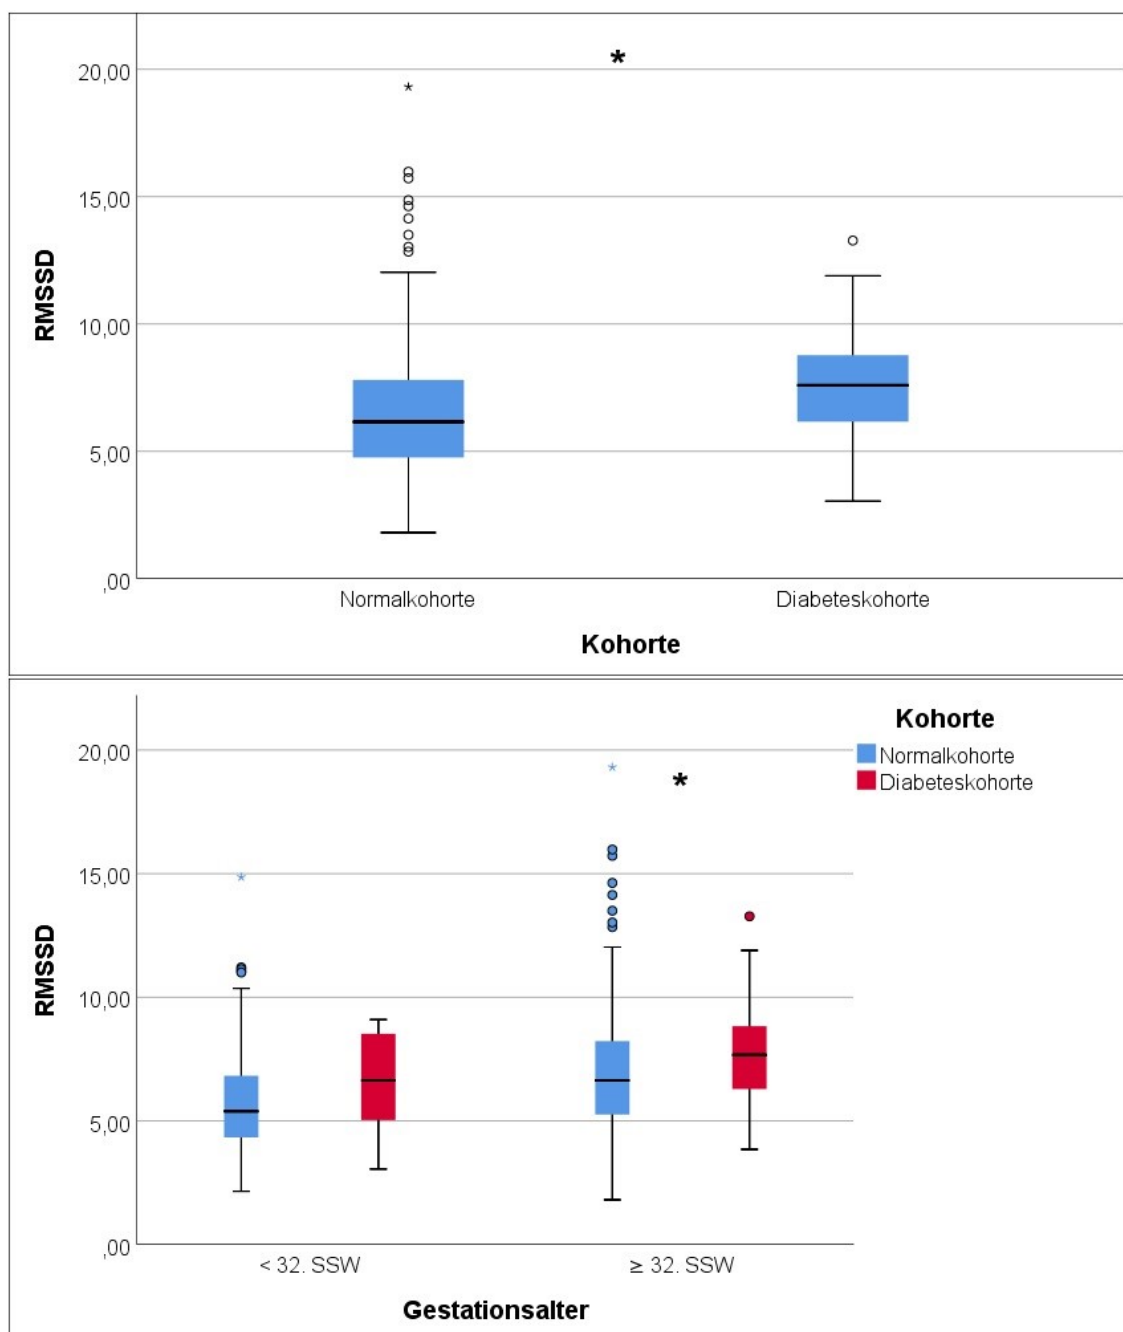 *
20,00
15,00
10,00
5,00
,00
RMSSD
Normalkohorte
Diabeteskohorte
Kohorte
Kohorte
Normalkohorte
Diabeteskohorte
*
20,00
15,00
10,00
5,00
,00
RMSSD
< 32. SSW
≥ 32. SSW
Gestationsalter